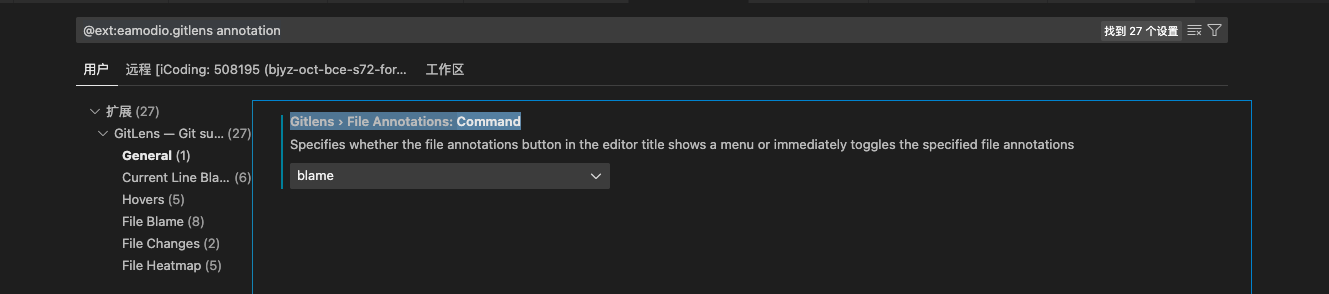 @ext:eamodio.gitlens annotation
找到 27 个设置
用户 远程 [iCoding: 508195 (bjyz-oct-bce-s72-for... 工作区
扩展 (27)
GitLens — Git su... (27)
General (1)
Current Line Bla... (6)
Hovers (5)
File Blame (8)
File Changes (2)
File Heatmap (5)
Gitlens › File Annotations: Command
Specifies whether the file annotations button in the editor title shows a menu or immediately toggles the specified file annotations
blame